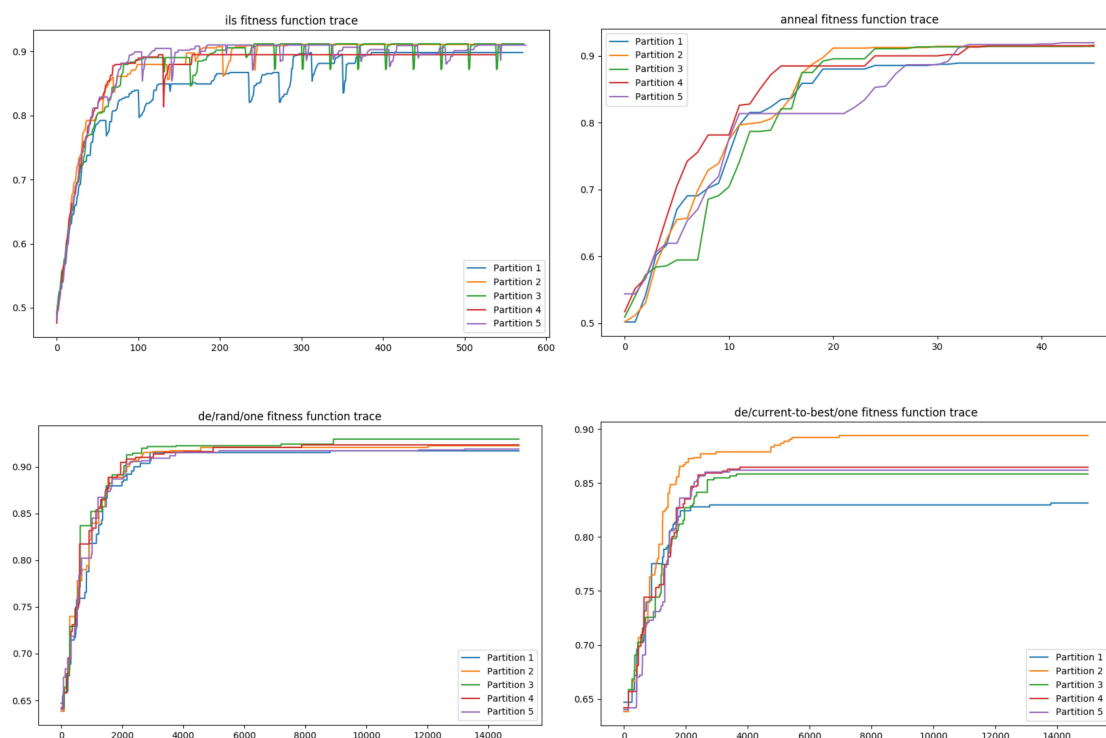 ils fitness function trace
0.9
0.8
0.7
0.6
0.5
0 100 200 300 400 500 600
Partition 1
Partition 2
Partition 3
Partition 4
Partition 5
anneal fitness function trace
Partition 1
Partition 2
Partition 3
Partition 4
Partition 5
0.9
0.8
0.7
0.6
0.5
0 10 20 30 40
de/rand/one fitness function trace
0.90
0.85
0.80
0.75
0.70
0.65
0 2000 4000 6000 8000 10000 12000 14000
Partition 1
Partition 2
Partition 3
Partition 4
Partition 5
de/current-to-best/one fitness function trace
0.90
0.85
0.80
0.75
0.70
0.65
0 2000 4000 6000 8000 10000 12000 14000
Partition 1
Partition 2
Partition 3
Partition 4
Partition 5